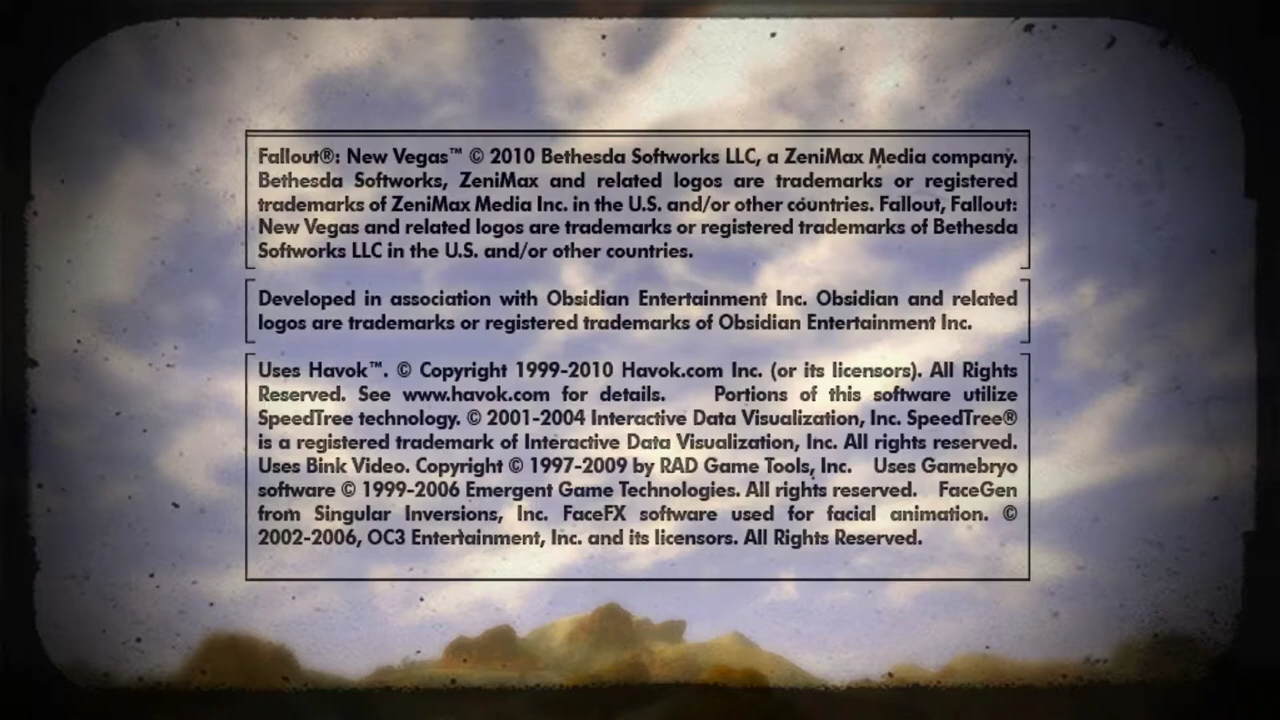 Fallout®: New Vegas™ © 2010 Bethesda Softworks LLC, a ZeniMax Media company.
Bethesda Softworks, ZeniMax and related logos are trademarks or registered
trademarks of ZeniMax Media Inc. in the U.S. and/or other countries. Fallout, Fallout:
New Vegas and related logos are trademarks or registered trademarks of Bethesda
Softworks LLC in the U.S. and/or other countries.
Developed in association with Obsidian Entertainment Inc. Obsidian and related
logos are trademarks or registered trademarks of Obsidian Entertainment Inc.
Uses Havok™. © Copyright 1999-2010 Havok.com Inc. (or its licensors). All Rights
Reserved. See www.havok.com for details. Portions of this software utilize
SpeedTree technology. © 2001-2004 Interactive Data Visualization, Inc. SpeedTree®
is a registered trademark of Interactive Data Visualization, Inc. All rights reserved.
Uses Bink Video. Copyright © 1997-2009 by RAD Game Tools, Inc. Uses Gamebryo
software © 1999-2006 Emergent Game Technologies. All rights reserved. FaceGen
from Singular Inversions, Inc. FaceFX software used for facial animation. ©
2002-2006, OC3 Entertainment, Inc. and its licensors. All Rights Reserved.